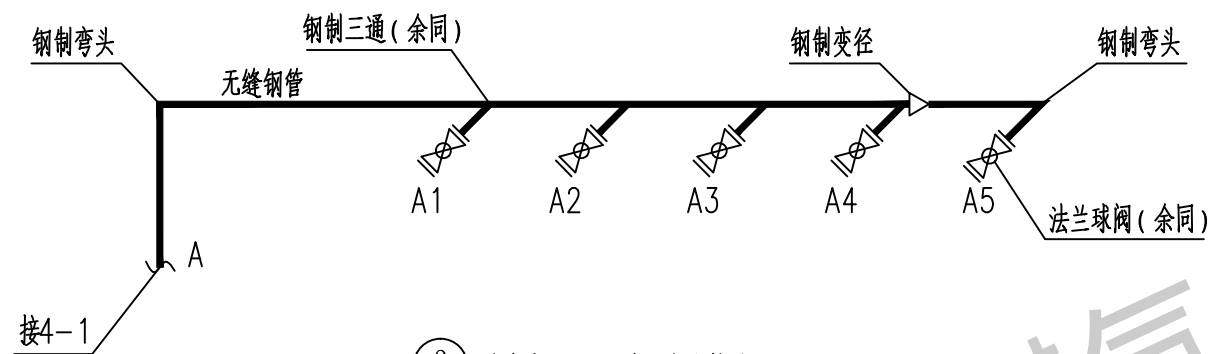 钢制弯头
钢制三通(余同)
钢制变径
钢制弯头
无缝钢管
A1
A2
A3
A4
A5
法兰球阀(余同)
A
接4-1